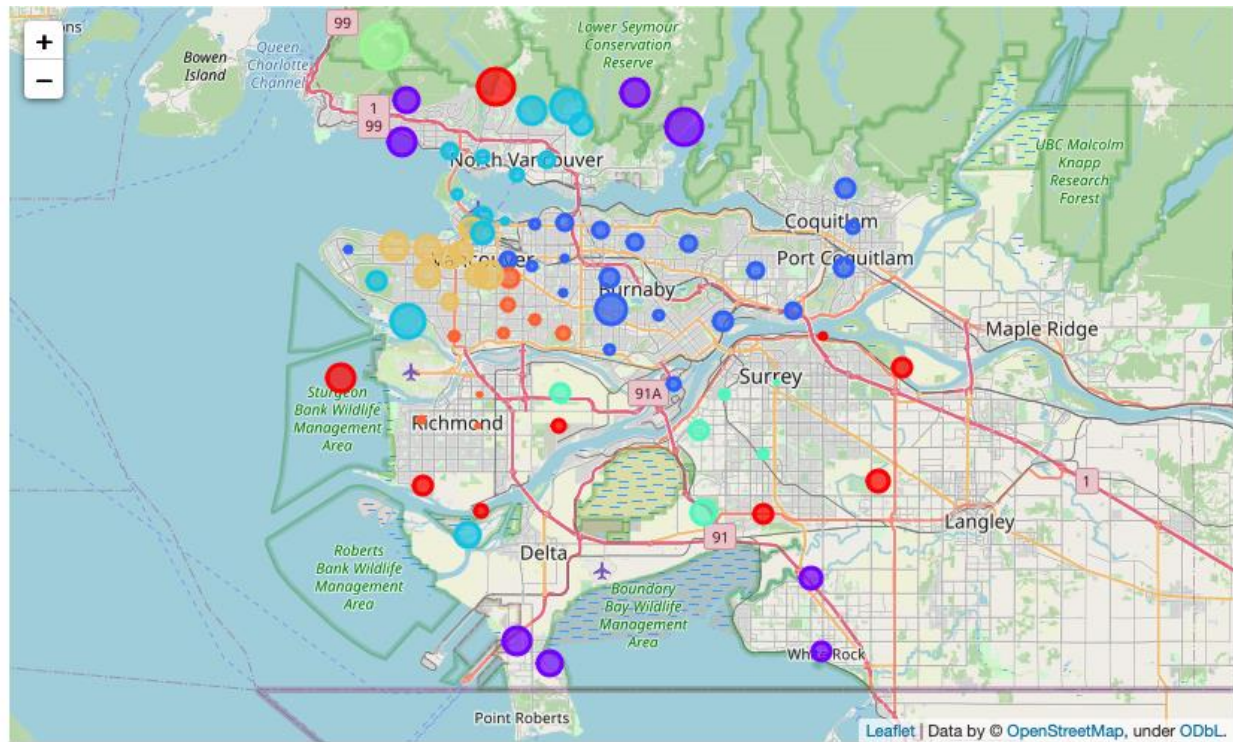 +
−
ons
Bowen
Island
Queen
Charlotte
Channel
99
1
99
Lower Seymour
Conservation
Reserve
UBC Malcolm
Knapp
Research
Forest
North Vancouver
Coquitlam
Port Coquitlam
Vancouver
Burnaby
Maple Ridge
Surrey
91A
Sturgeon
Bank Wildlife
Management
Area
Richmond
1
Langley
91
Delta
Roberts
Bank Wildlife
Management
Area
Boundary
Bay Wildlife
Management
Area
White Rock
Point Roberts
Leaflet | Data by © OpenStreetMap, under ODbL.